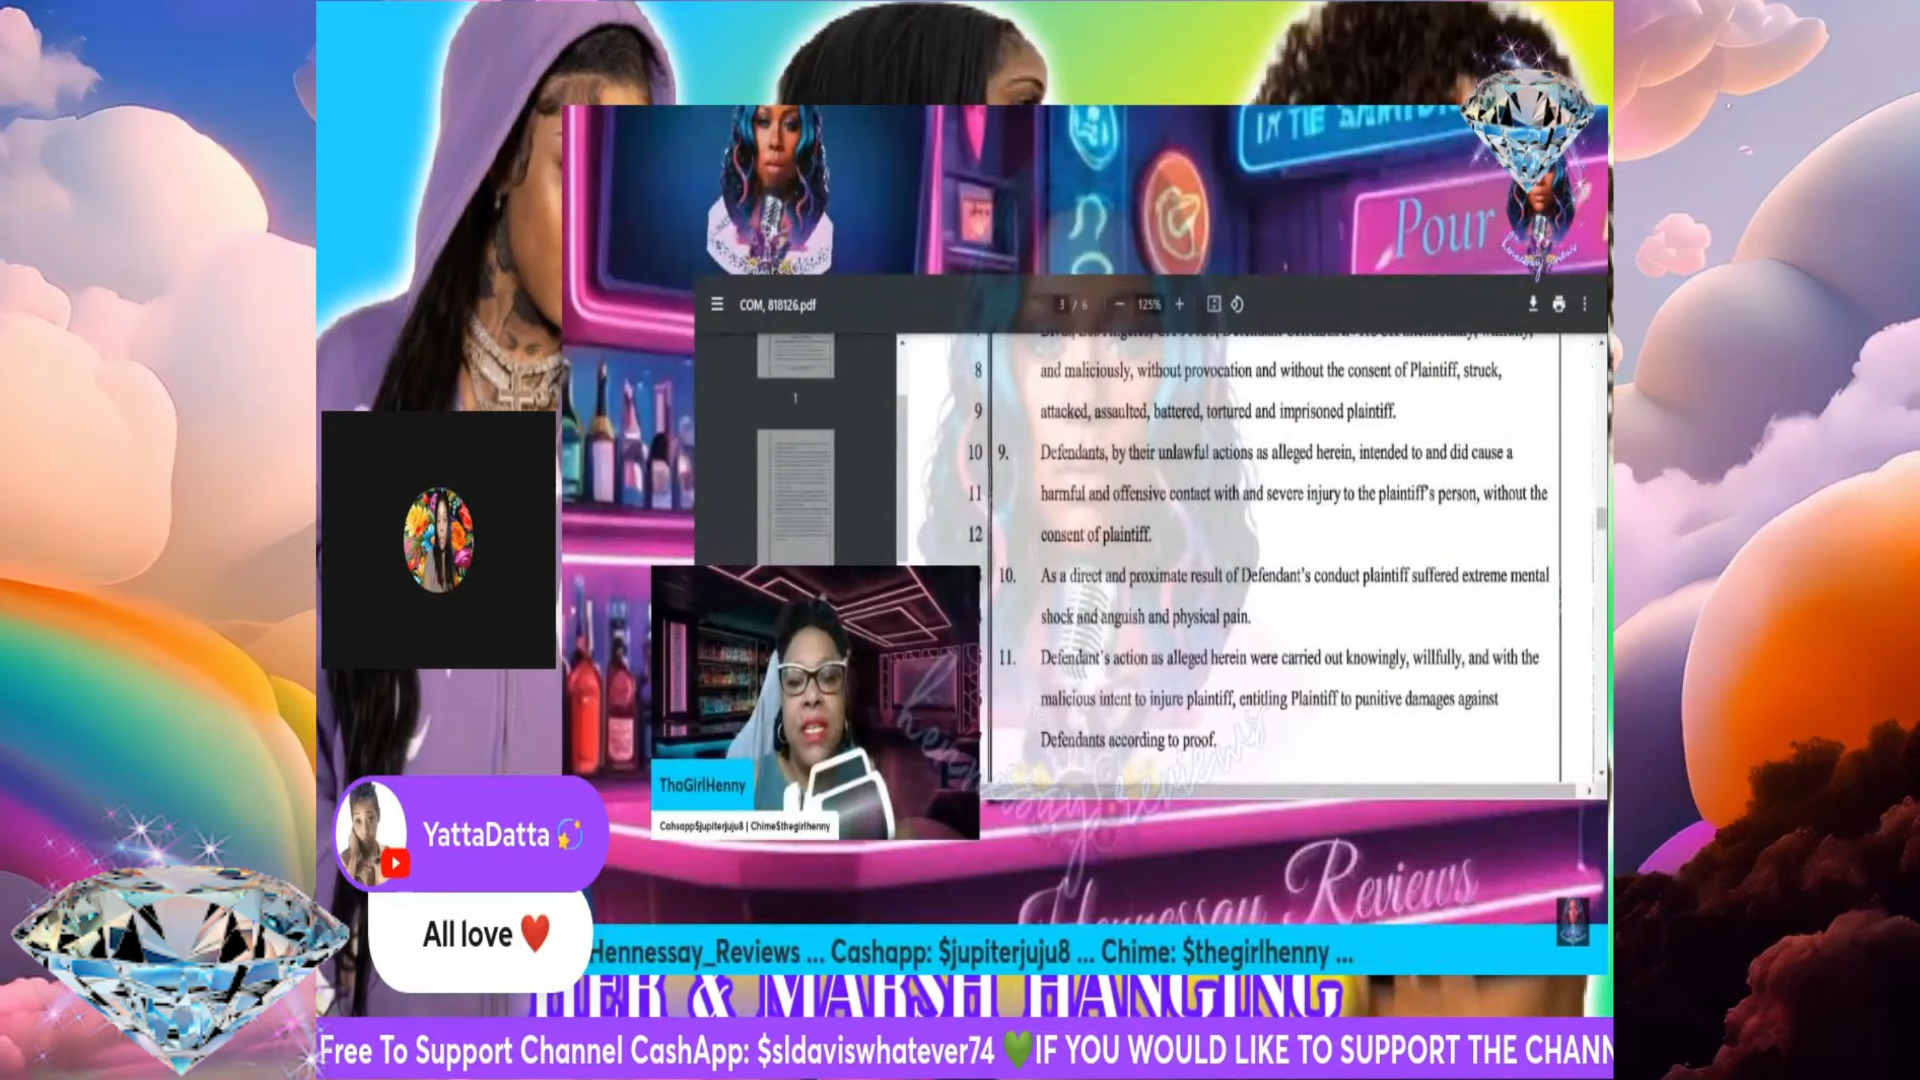 Pour
COM, 818126.pdf
3 / 6
125%
8 and maliciously, without provocation and without the consent of Plaintiff, struck,
9 attacked, assaulted, battered, tortured and imprisoned plaintiff.
10 9. Defendants, by their unlawful actions as alleged herein, intended to and did cause a
11 harmful and offensive contact with and severe injury to the plaintiff's person, without the
12 consent of plaintiff.
10. As a direct and proximate result of Defendant's conduct plaintiff suffered extreme mental
shock and anguish and physical pain.
11. Defendant's action as alleged herein were carried out knowingly, willfully, and with the
malicious intent to injure plaintiff, entitling Plaintiff to punitive damages against
Defendants according to proof.
1
ThaGirlHenny
Cahsapp$jupiterjuju8 | Chime$thegirlhenny
hennessay reviews
YattaDatta
All love ❤️
Hennessay Reviews
Hennessay_Reviews ... Cashapp: $jupiterjuju8 ... Chime: $thegirlhenny ...
HER & MARSH HANGING
Free To Support Channel CashApp: $sldaviswhatever74 💚IF YOU WOULD LIKE TO SUPPORT THE CHANN